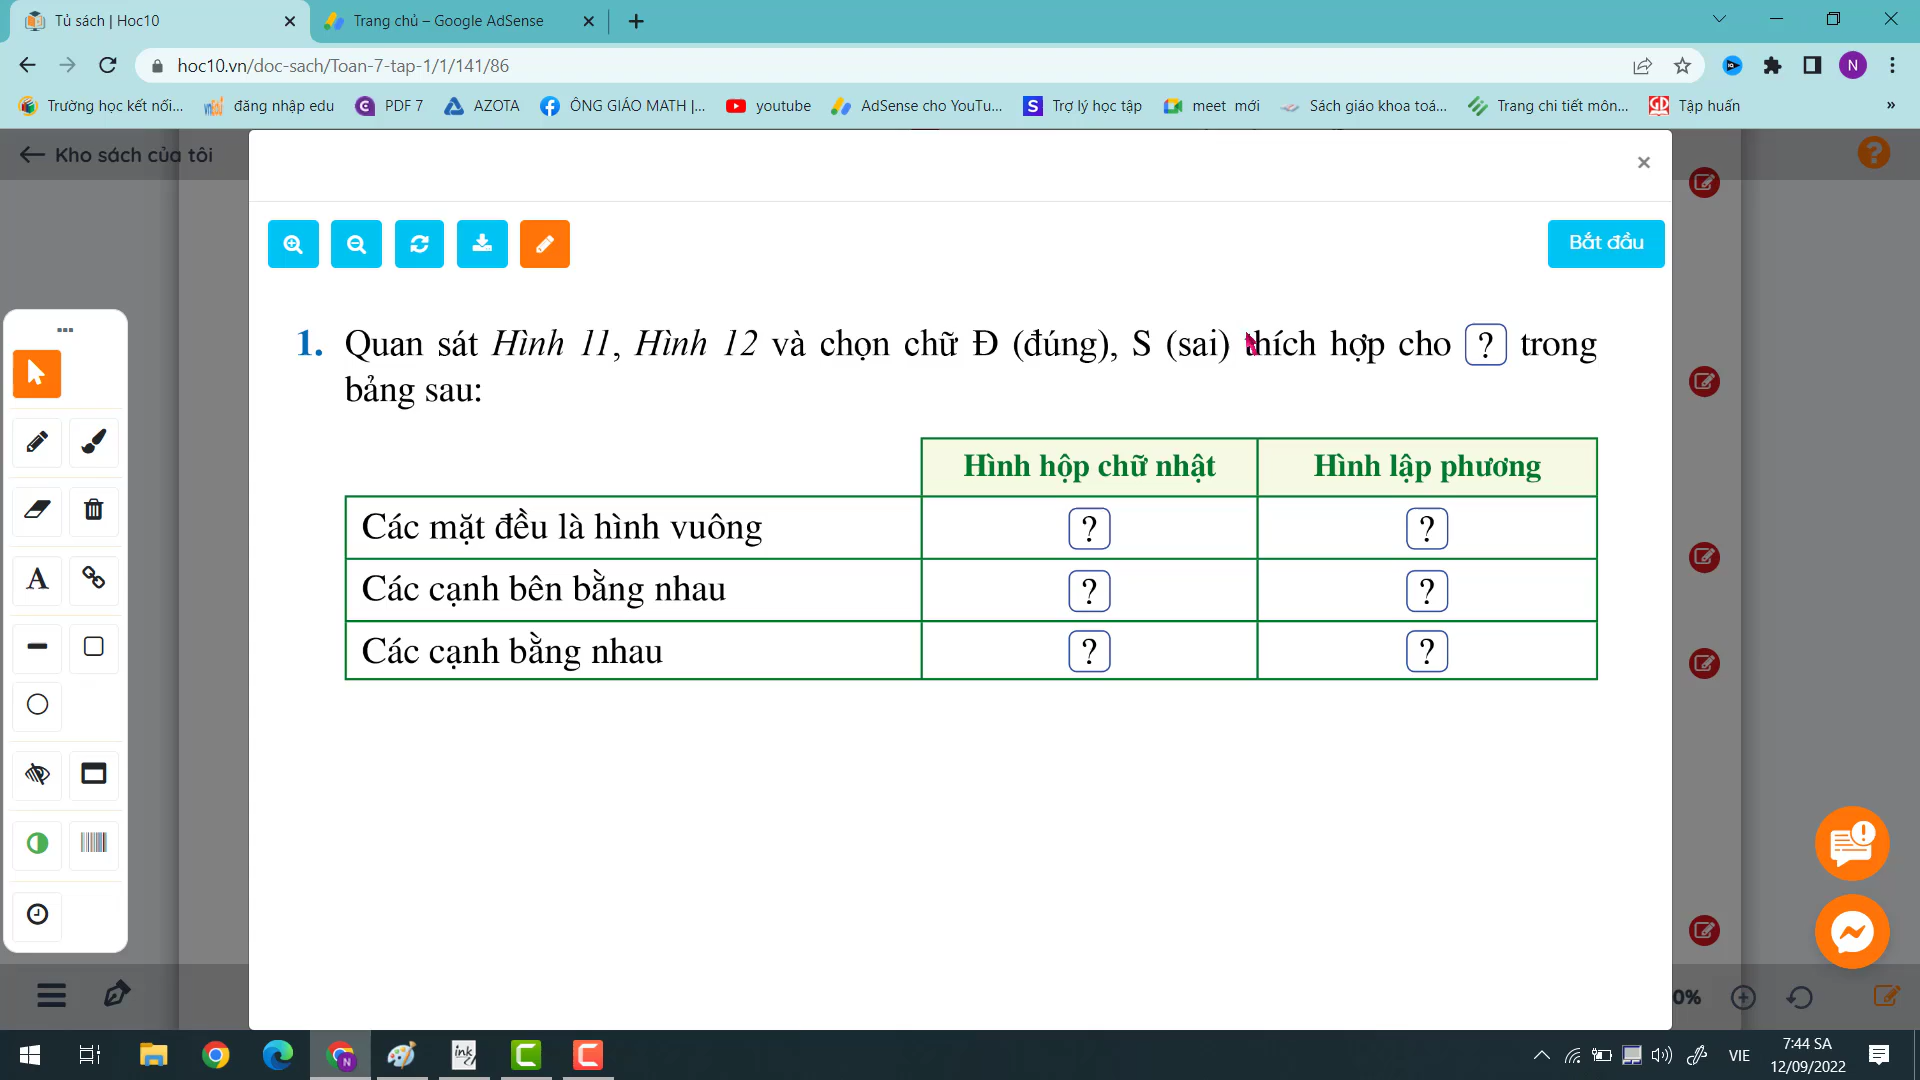 Tủ sách | Hoc10
Trang chủ – Google AdSense
hoc10.vn/doc-sach/Toan-7-tap-1/1/141/86
N
Trường học kết nối...
đăng nhập edu
PDF 7
AZOTA
ÔNG GIÁO MATH |...
youtube
AdSense cho YouTu...
S Trợ lý học tập
meet mới
Sách giáo khoa toá...
Trang chi tiết môn...
Tập huấn
»
Kho sách của tôi
?
×
Bắt đầu
1. Quan sát Hình 11, Hình 12 và chọn chữ Đ (đúng), S (sai) thích hợp cho ? trong
bảng sau:
Hình hộp chữ nhật Hình lập phương
Các mặt đều là hình vuông ? ?
Các cạnh bên bằng nhau ? ?
Các cạnh bằng nhau ? ?
A
0%
ink
VIE
7:44 SA
12/09/2022